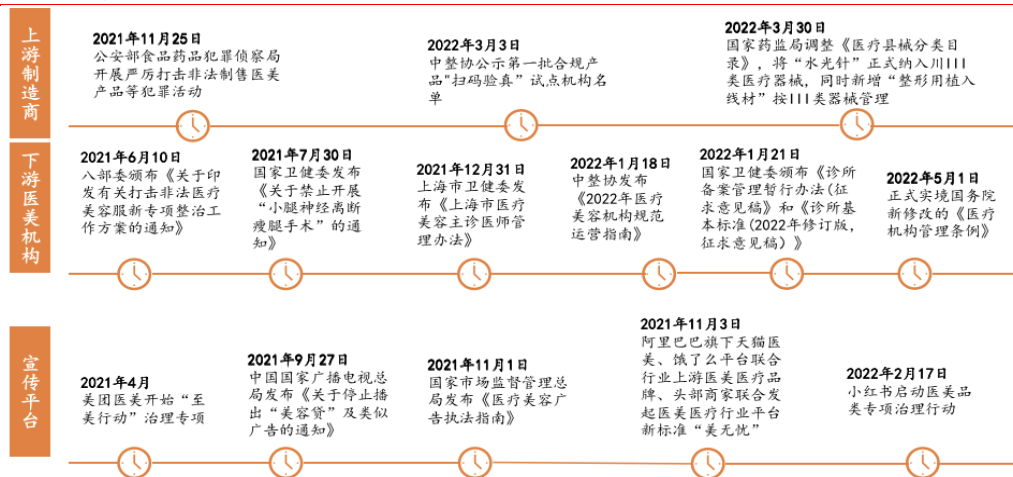 上游制造商
2021年11月25日
公安部食品药品犯罪侦察局
开展严厉打击非法制售医美
产品等犯罪活动
2022年3月3日
中整协公示第一批合规产
品"扫码验真"试点机构名
单
2022年3月30日
国家药监局调整《医疗县械分类目
录》，将“水光针”正式纳入川III
类医疗器械，同时新增“整形用植入
线材”按III类器械管理
下游医美机构
2021年6月10日
八部委颁布《关于印
发有关打击非法医疗
美容服新专项整治工
作方案的通知》
2021年7月30日
国家卫健委发布
《关于禁止开展
“小腿神经离断
瘦腿手术”的通
知》
2021年12月31日
上海市卫健委发
布《上海市医疗
美容主诊医师管
理办法》
2022年1月18日
中整协发布
《2022年医疗
美容机构规范
运营指南》
2022年1月21日
国家卫健委颁布《诊所
备案管理暂行办法(征
求意见稿》和《诊所基
本标准(2022年修订版，
征求意见稿）》
2022年5月1日
正式实境国务院
新修改的《医疗
机构管理条例》
宣传平台
2021年4月
美团医美开始“至
美行动”治理专项
2021年9月27日
中国国家广播电视总
局发布《关于停止播
出“美容贷”及类似
广告的通知》
2021年11月1日
国家市场监督管理总
局发布《医疗美容广
告执法指南》
2021年11月3日
阿里巴巴旗下天猫医
美、饿了么平台联合
行业上游医美医疗品
牌、头部商家联合发
起医美医疗行业平台
新标准“美无忧”
2022年2月17日
小红书启动医美品
类专项治理行动